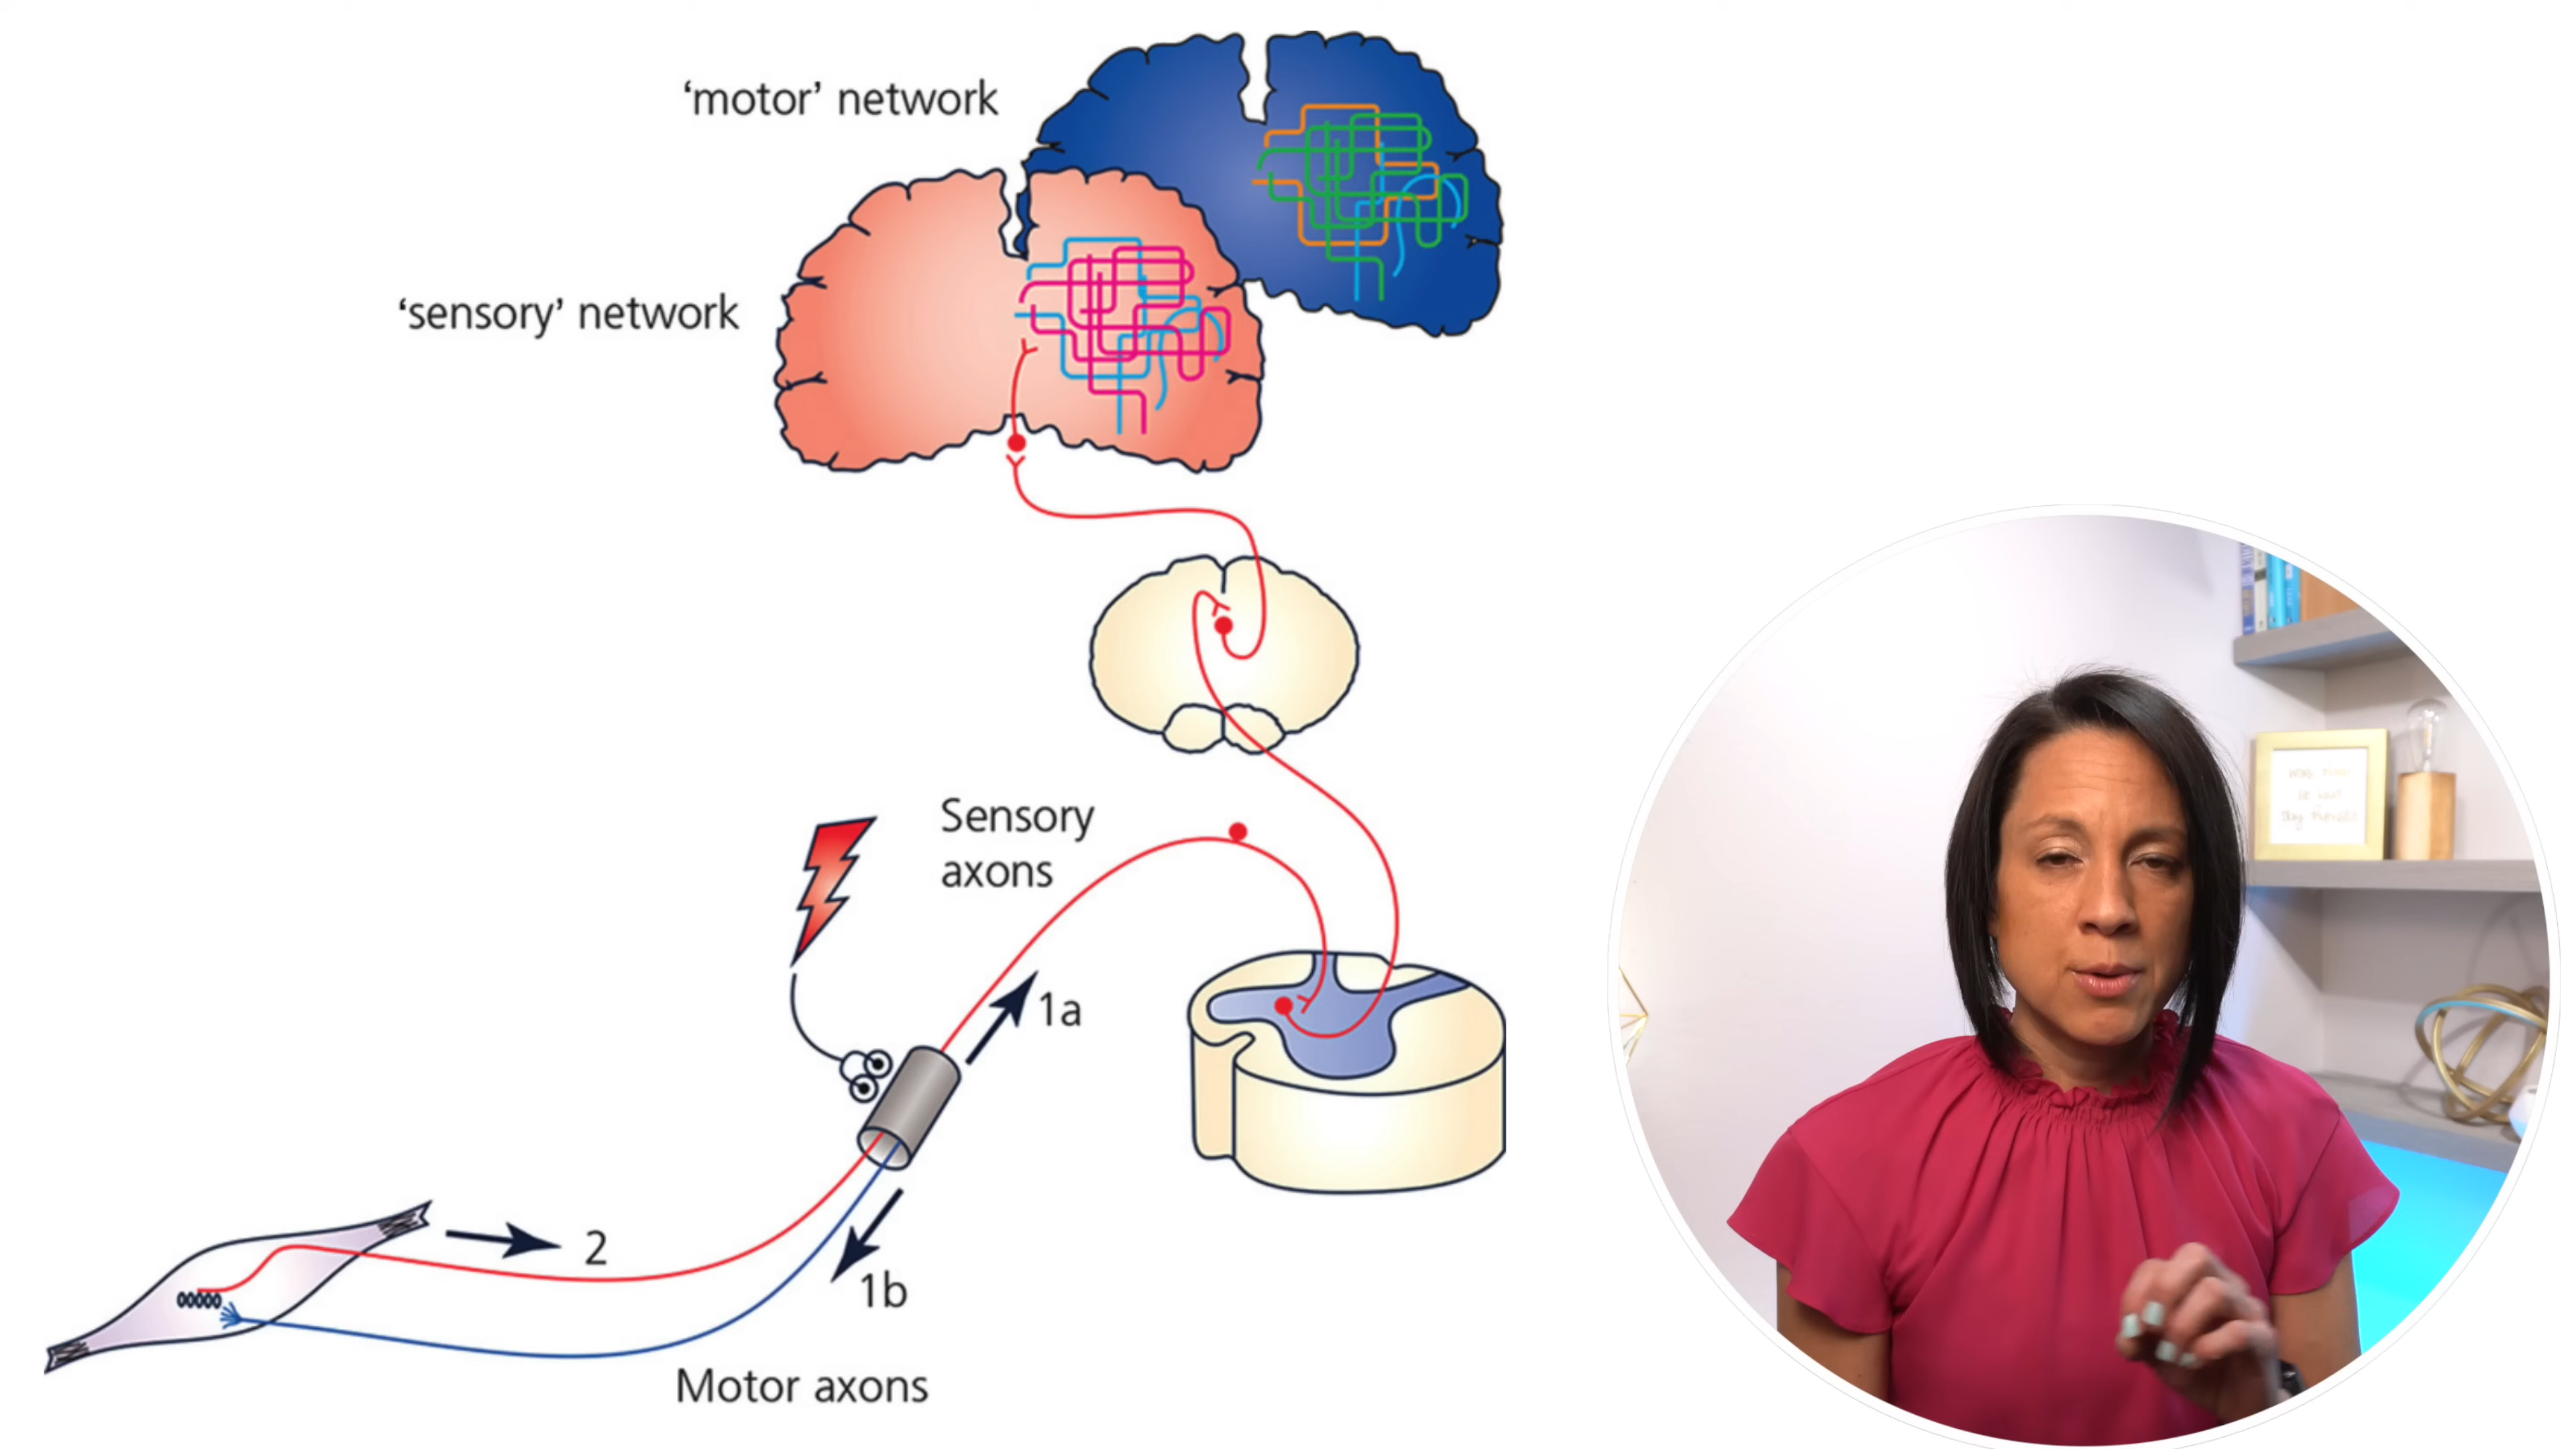 ‘motor’ network
‘sensory’ network
Sensory
axons
1a
2
1b
Motor axons